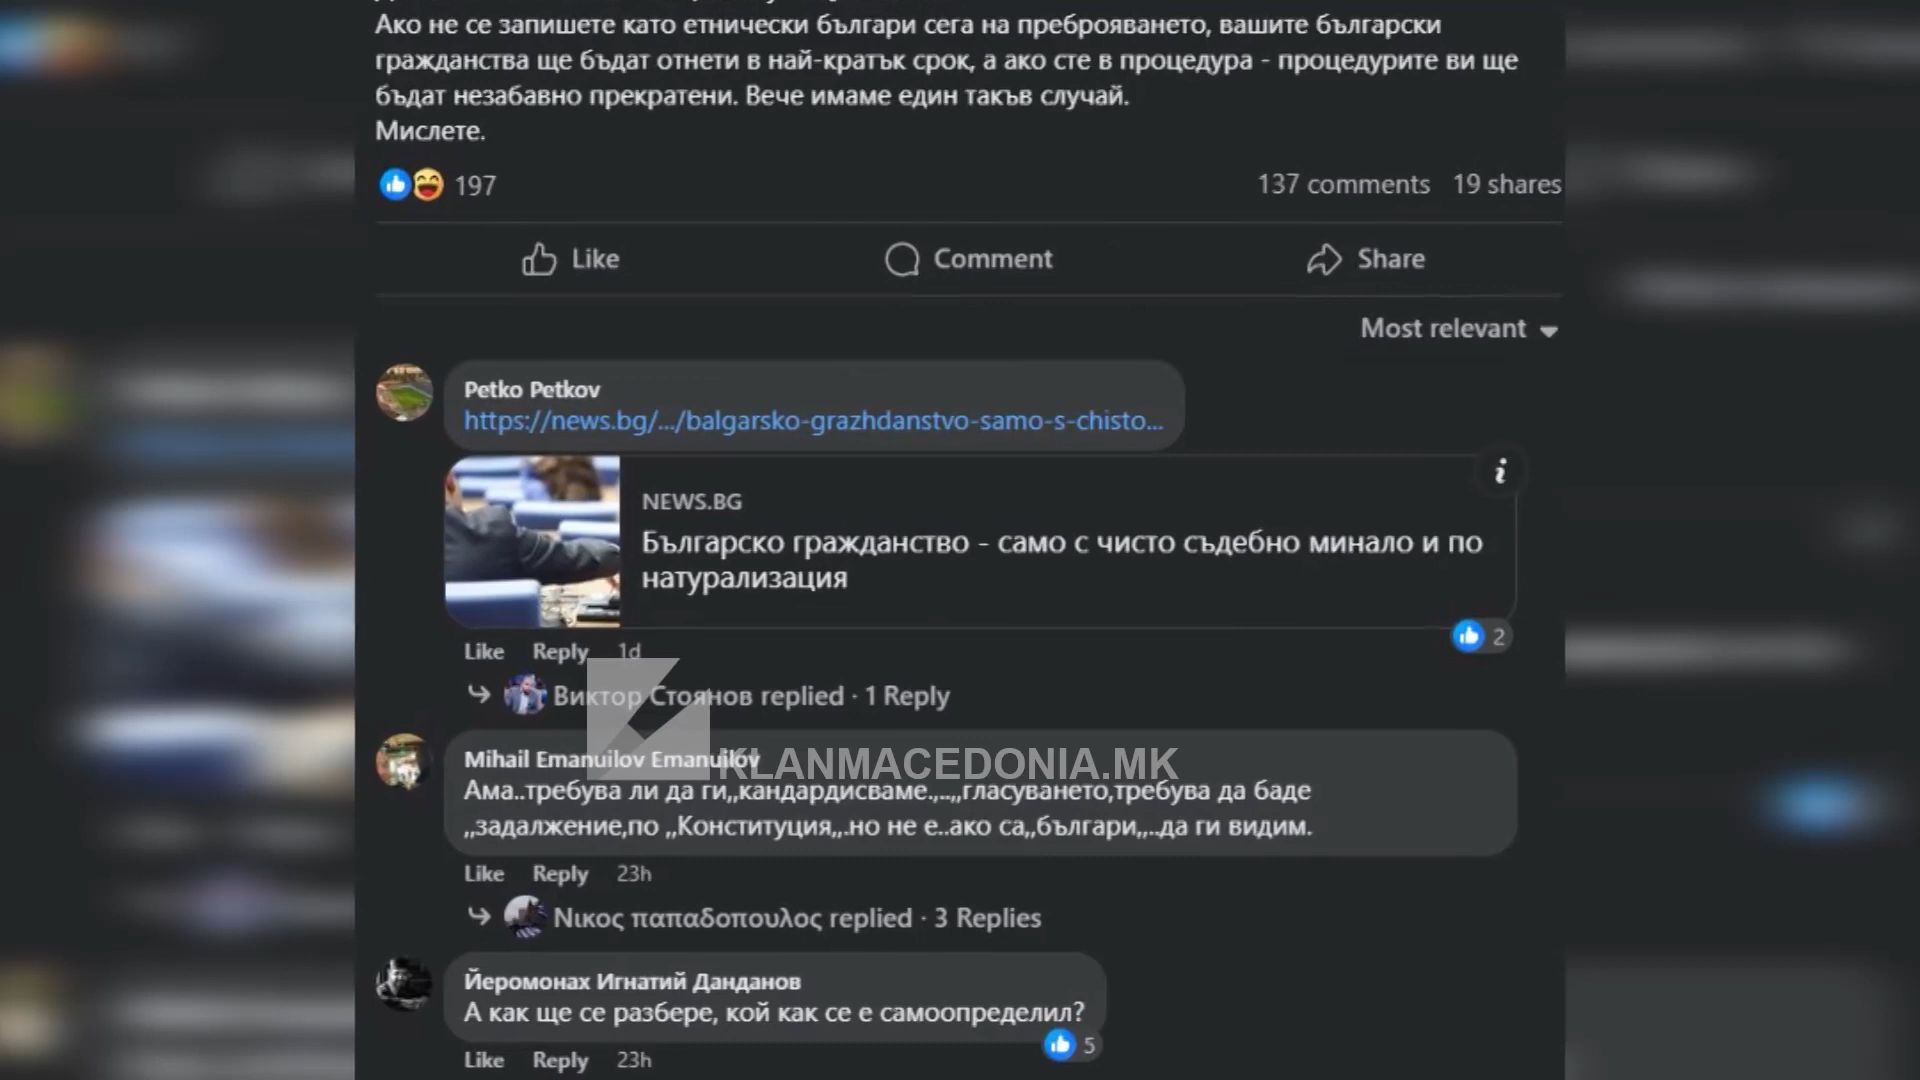 Ако не се запишете като етнически българи сега на преброяването, вашите български
гражданства ще бъдат отнети в най-кратък срок, а ако сте в процедура - процедурите ви ще
бъдат незабавно прекратени. Вече имаме един такъв случай.
Мислете.
197
137 comments 19 shares
Like Comment Share
Most relevant
Petko Petkov
https://news.bg/.../balgarsko-grazhdanstvo-samo-s-chisto...
NEWS.BG
Българско гражданство - само с чисто съдебно минало и по
натурализация
2
Like Reply 1d
Виктор Стоянов replied · 1 Reply
KLANMACEDONIA.MK
Mihail Emanuilov Emanuilov
Ама..требува ли да ги,,кандардисваме.,..,,гласуването,требува да баде
,,задалжение,по ,,Конституция,,.но не е..ако са,,българи,,..да ги видим.
Like Reply 23h
Νικος παπαδοπουλος replied · 3 Replies
Йеромонах Игнатий Данданов
А как ще се разбере, кой как се е самоопределил?
5
Like Reply 23h